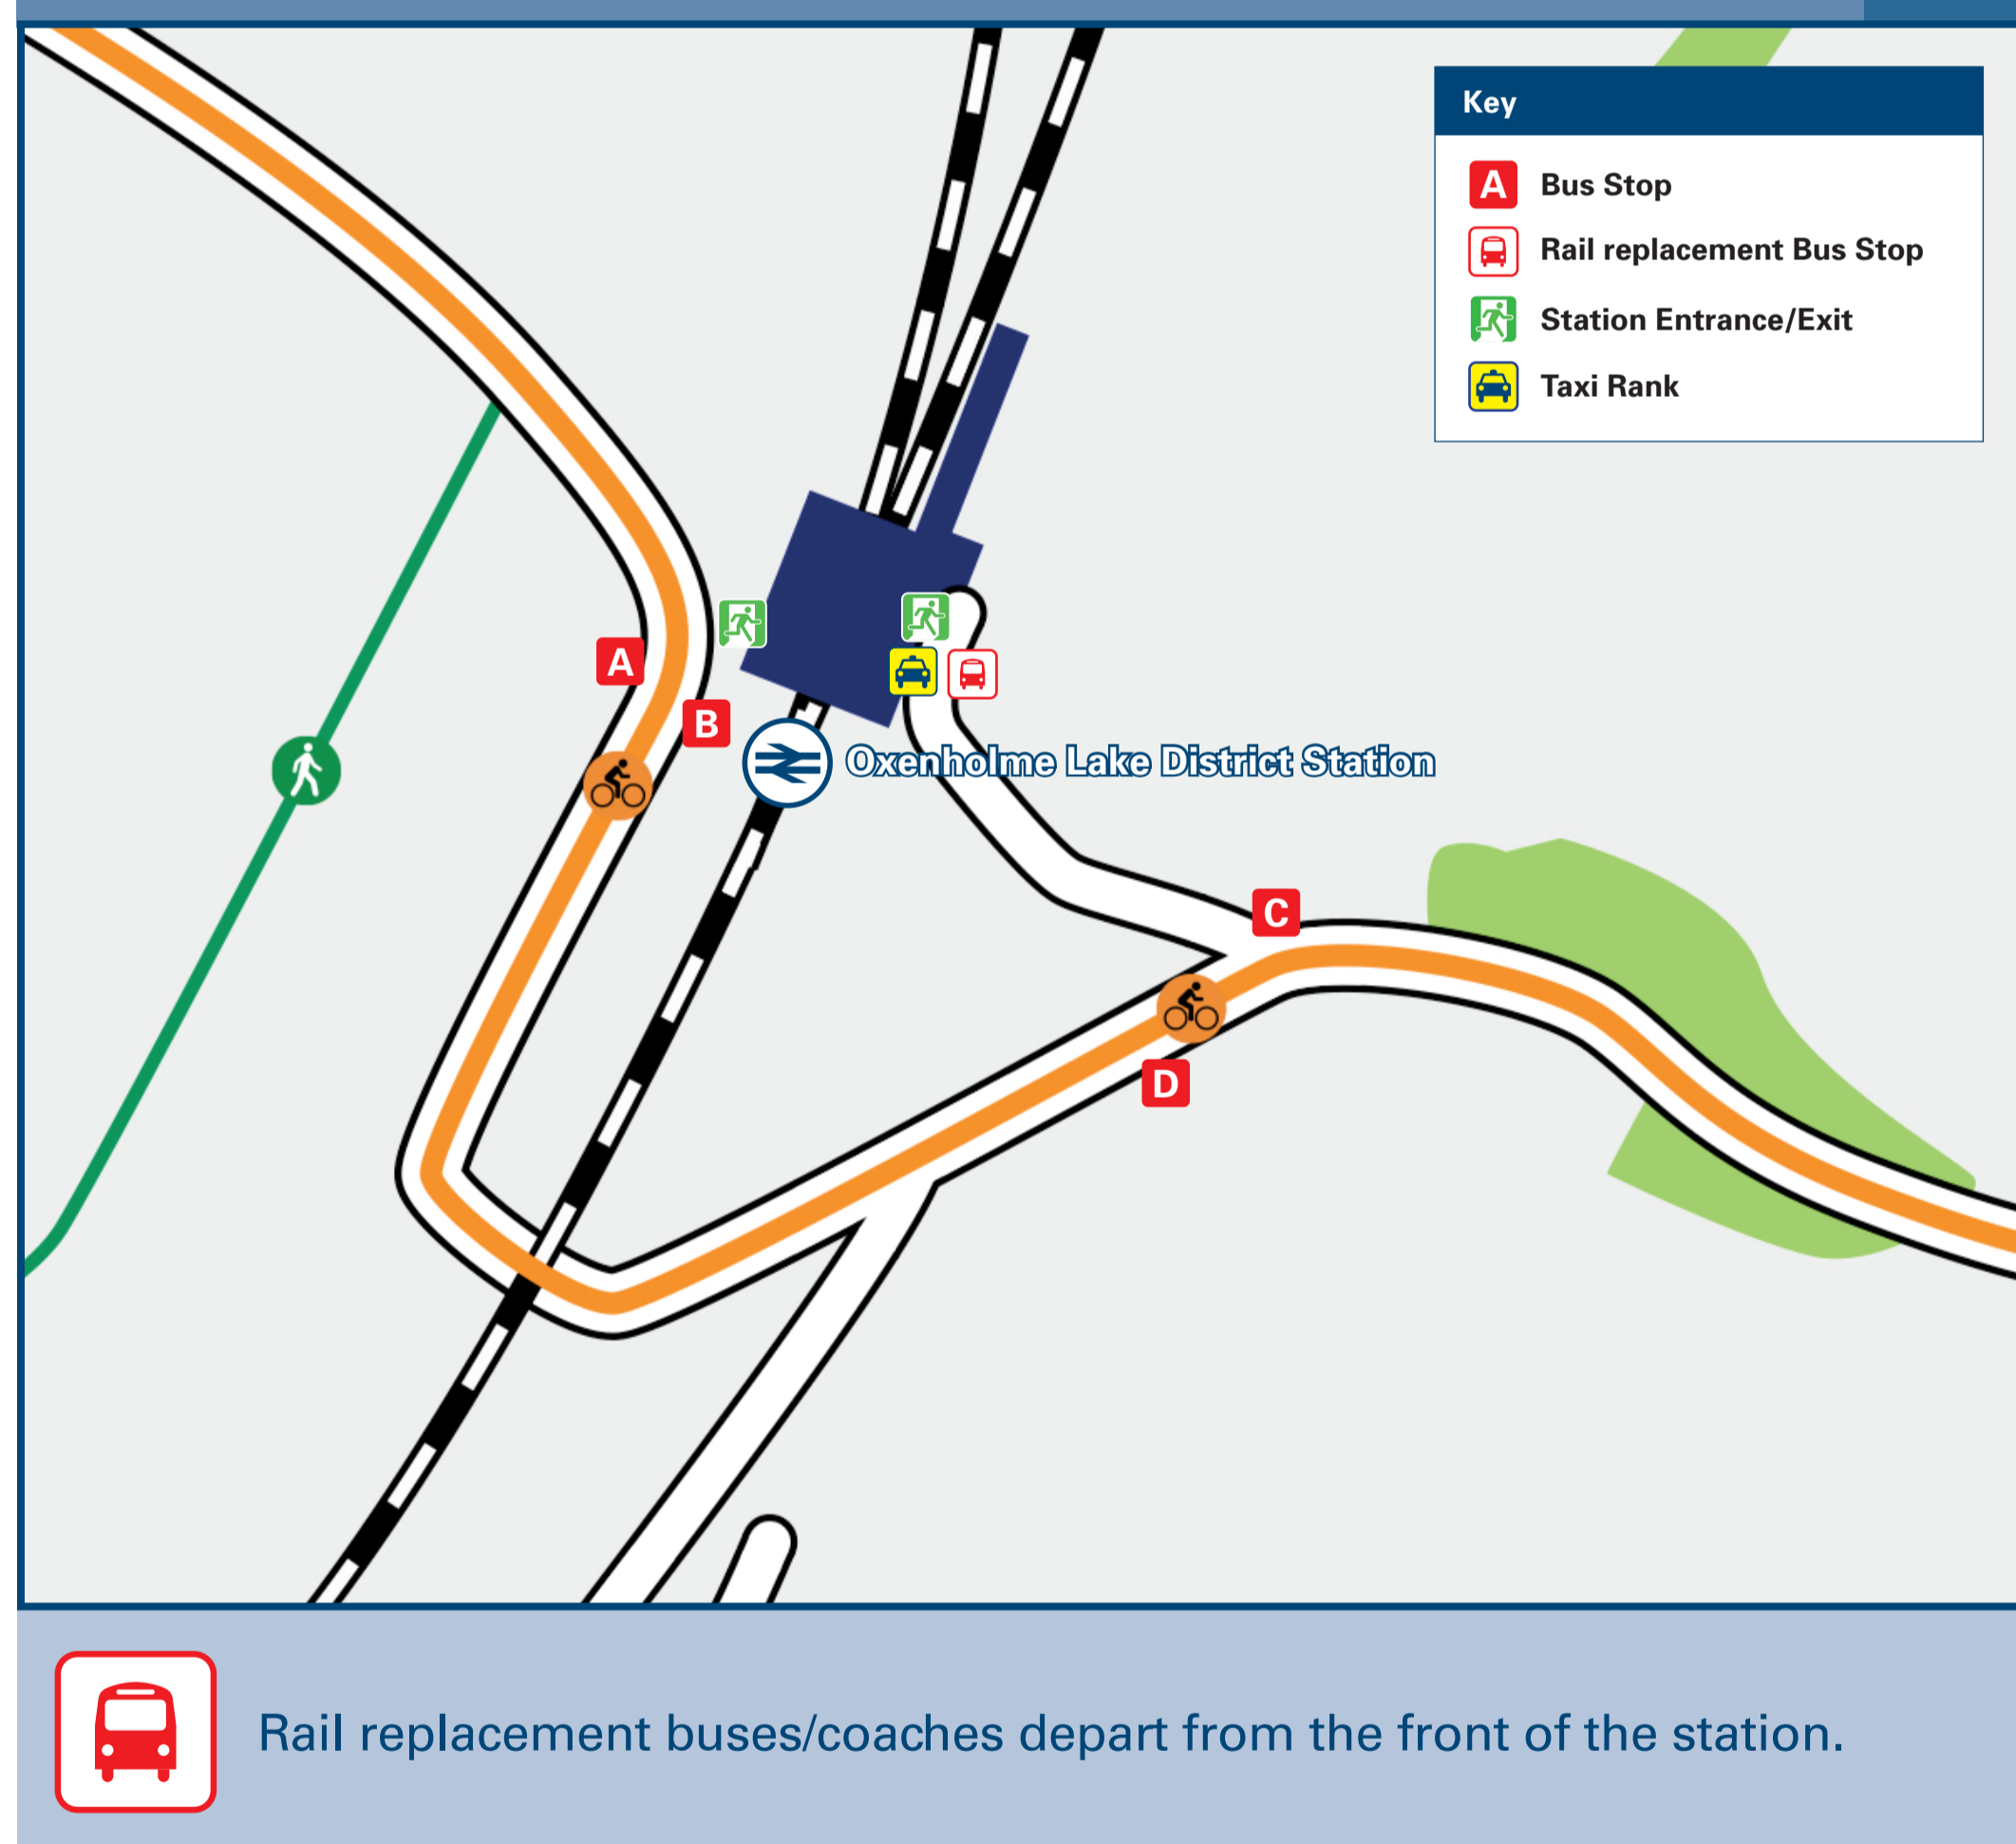 Key
A Bus Stop
Rail replacement Bus Stop
Station Entrance/Exit
Taxi Rank
A
B
Oxenholme Lake District Station
C
D
Rail replacement buses/coaches depart from the front of the station.